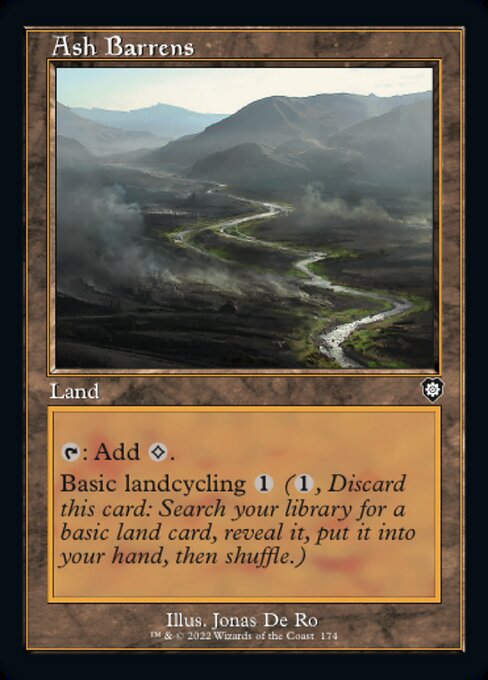 Ash Barrens
Land
: Add .
Basic landcycling 1 (1, Discard
this card: Search your library for a
basic land card, reveal it, put it into
your hand, then shuffle.)
Illus. Jonas De Ro
™ & © 2022 Wizards of the Coast 174